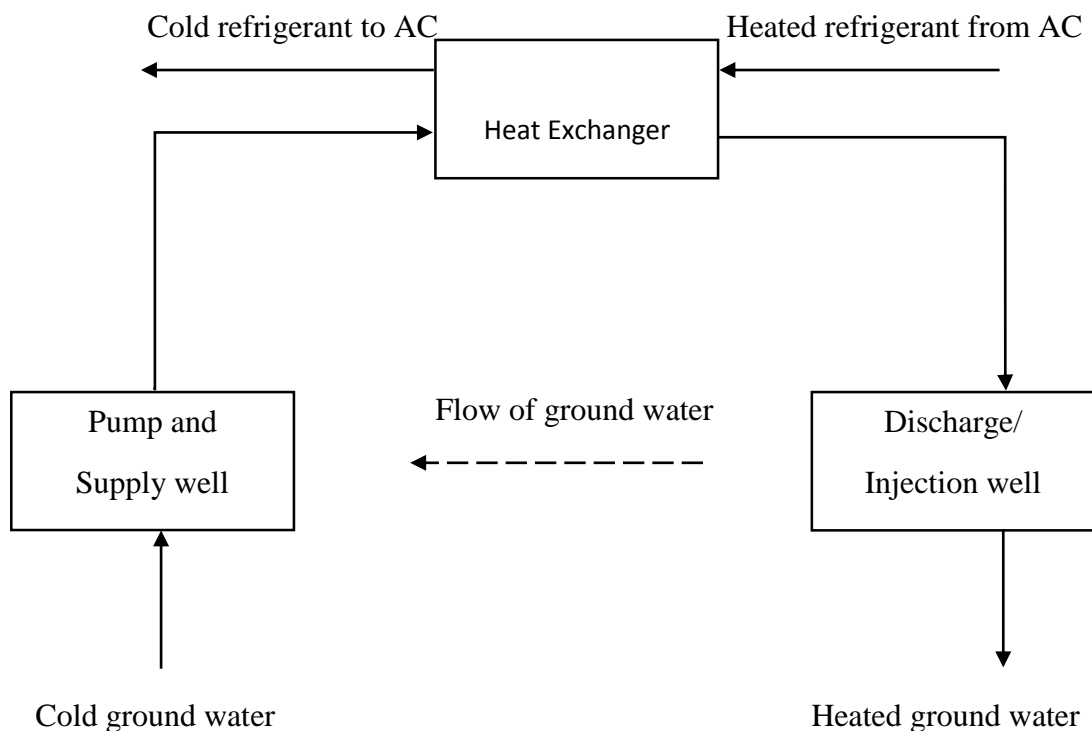 Cold refrigerant to AC
Heated refrigerant from AC
Heat Exchanger
Pump and
Supply well
Flow of ground water
Discharge/
Injection well
Cold ground water
Heated ground water